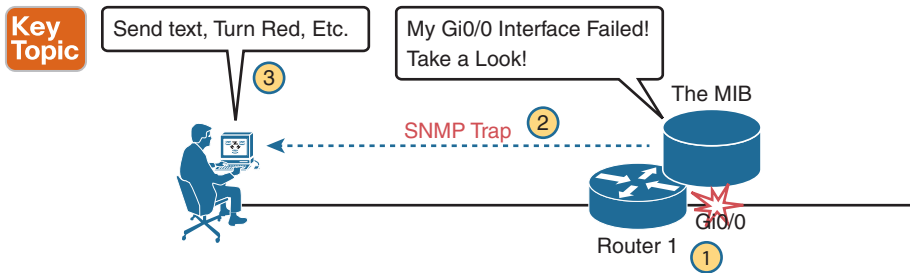 Key
Topic
Send text, Turn Red, Etc.
My Gi0/0 Interface Failed!
Take a Look!
3
The MIB
SNMP Trap
2
Gi0/0
Router 1
1